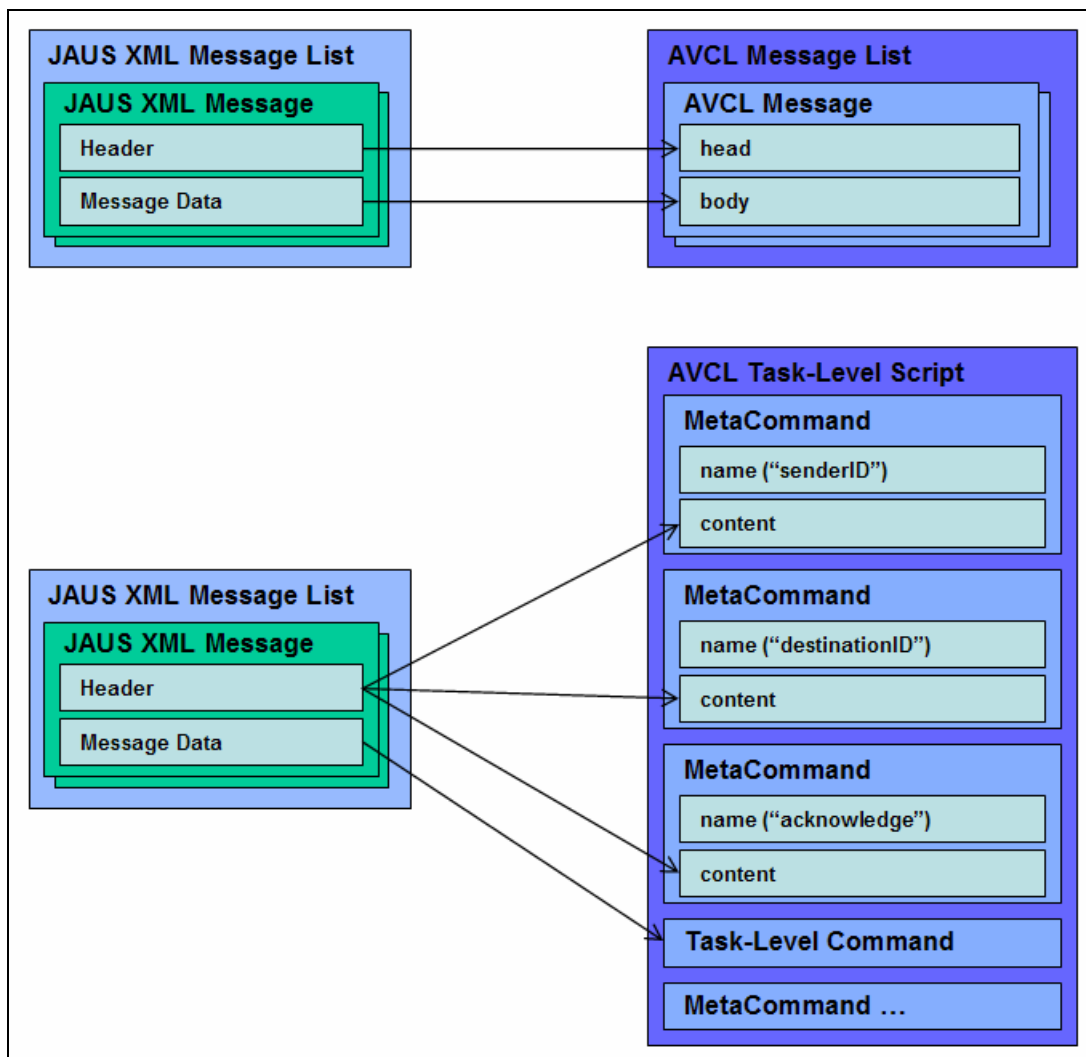 JAUS XML Message List
JAUS XML Message
Header
Message Data
AVCL Message List
AVCL Message
head
body
JAUS XML Message List
JAUS XML Message
Header
Message Data
AVCL Task-Level Script
MetaCommand
name (“senderID”)
content
MetaCommand
name (“destinationID”)
content
MetaCommand
name (“acknowledge”)
content
Task-Level Command
MetaCommand …